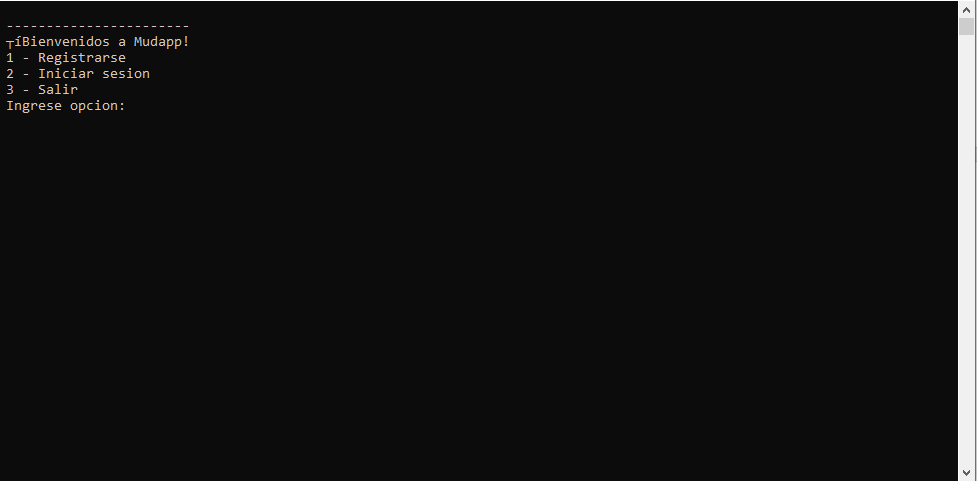 -----------------------
┬íBienvenidos a Mudapp!
1 - Registrarse
2 - Iniciar sesion
3 - Salir
Ingrese opcion: